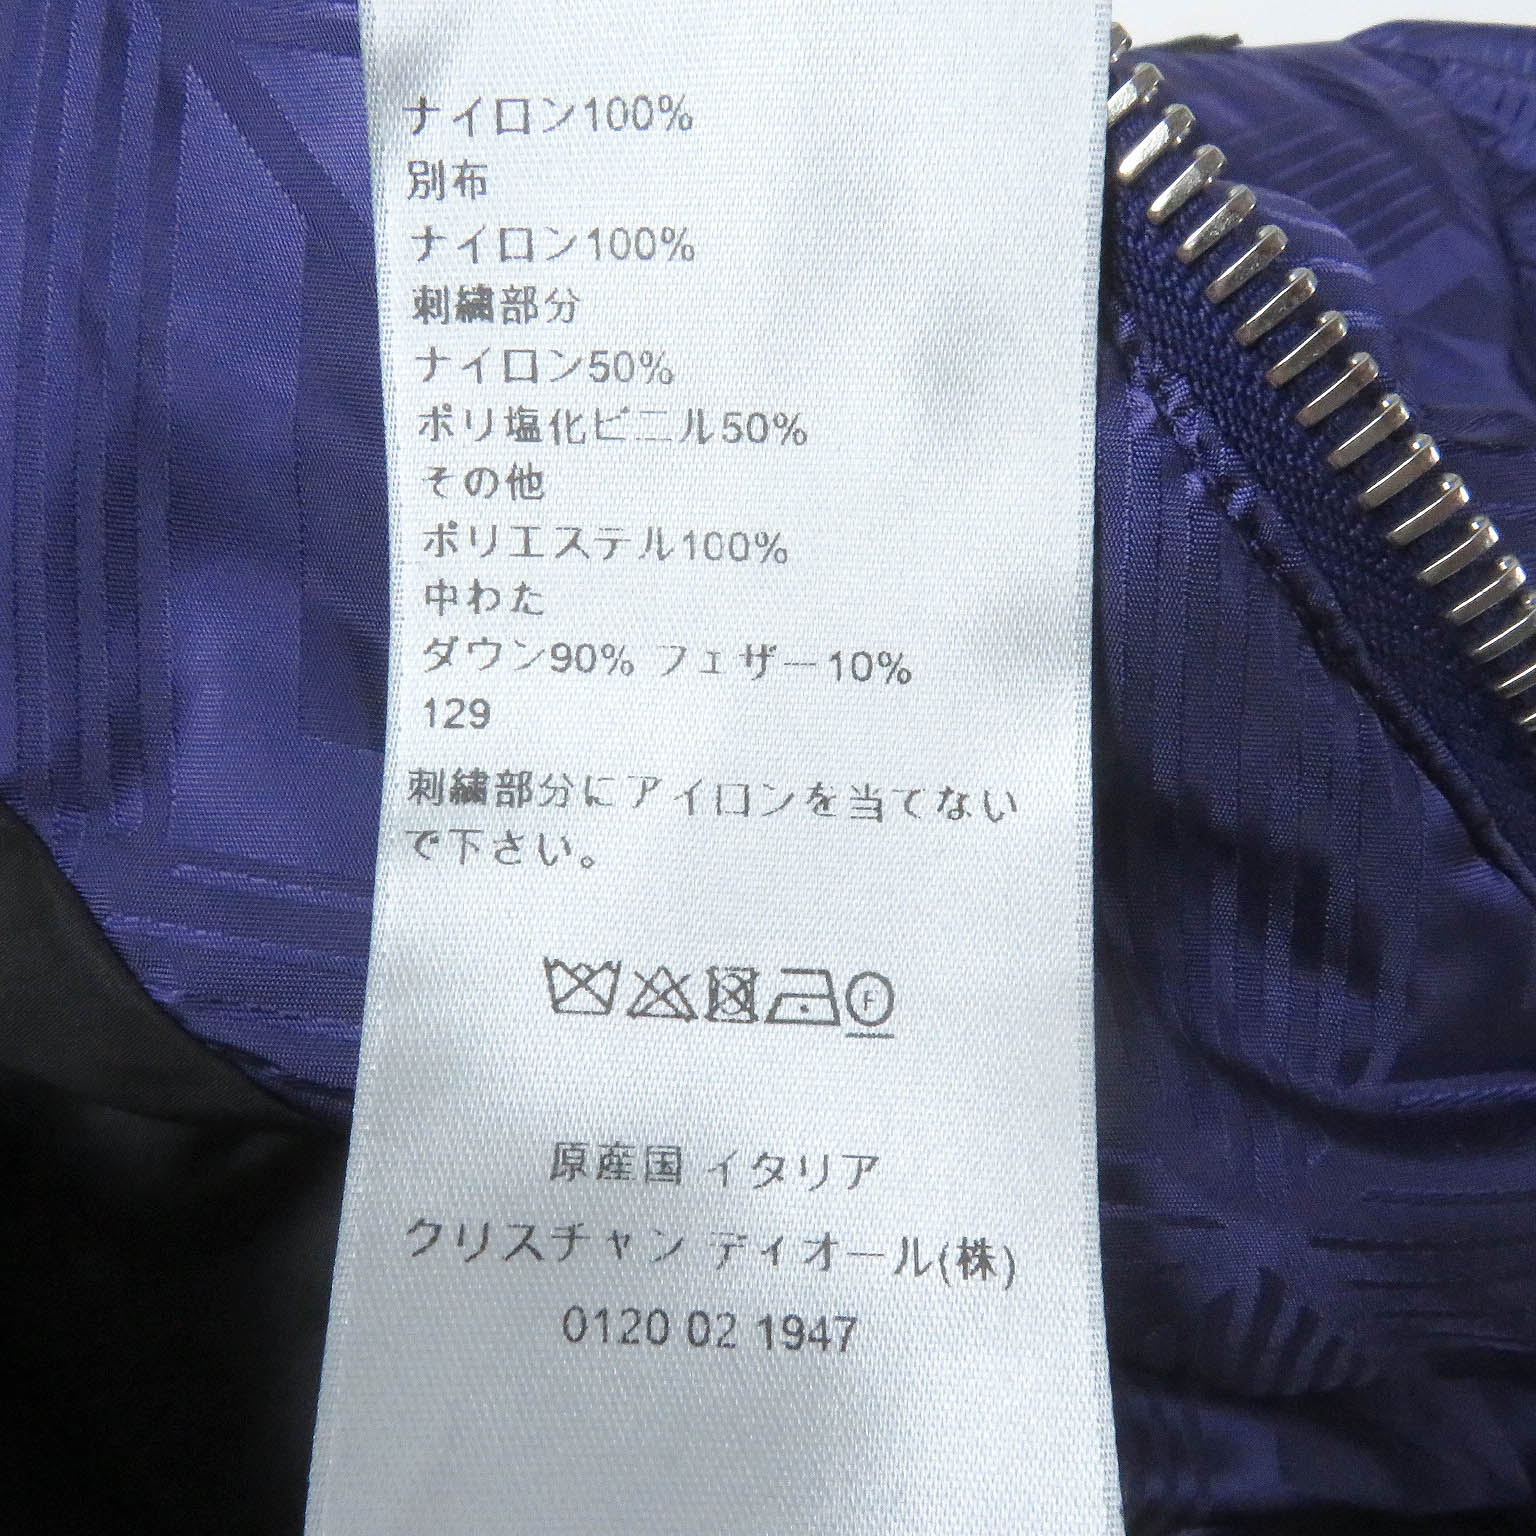 ナイロン100%
別布
ナイロン100%
刺繍部分
ナイロン50%
ポリ塩化ビニル50%
その他
ポリエステル100%
中わた
ダウン90% フェザー10%
129
刺繍部分にアイロンを当てない
で下さい。
F
原産国 イタリア
クリスチャン ディオール(株)
0120 02 1947